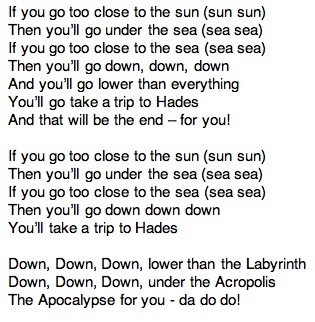 If you go too close to the sun (sun sun)
Then you'll go under the sea (sea sea)
If you go too close to the sea (sea sea)
Then you'll go down, down, down
And you'll go lower than everything
You'll go take a trip to Hades
And that will be the end – for you!

If you go too close to the sun (sun sun)
Then you'll go under the sea (sea sea)
If you go too close to the sea (sea sea)
Then you'll go down down down
You'll take a trip to Hades

Down, Down, Down, lower than the Labyrinth
Down, Down, Down, under the Acropolis
The Apocalypse for you - da do do!